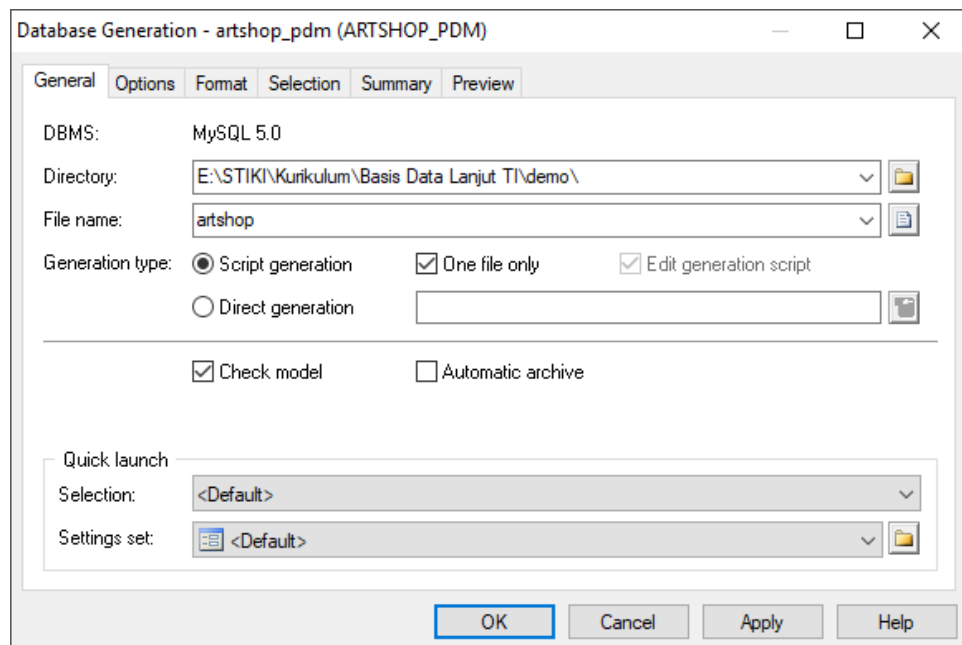 Database Generation - artshop_pdm (ARTSHOP_PDM)
General Options Format Selection Summary Preview
DBMS: MySQL 5.0
Directory: E:\STIKI\Kurikulum\Basis Data Lanjut TI\demo\
File name: artshop
Generation type: Script generation One file only Edit generation script
Direct generation
Check model Automatic archive
Quick launch
Selection: <Default>
Settings set: <Default>
OK Cancel Apply Help